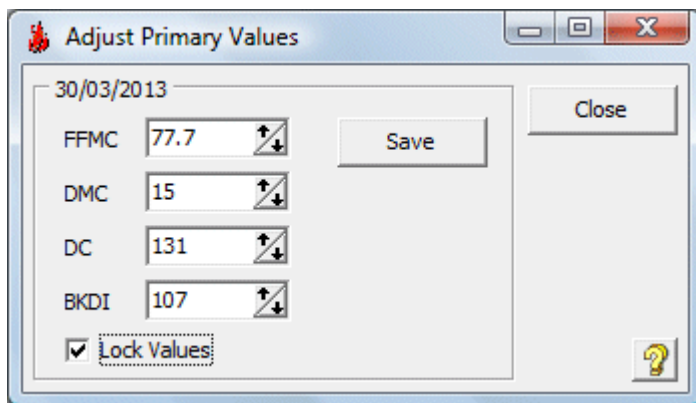 Adjust Primary Values
30/03/2013
Close
FFMC 77.7 Save
DMC 15
DC 131
BKDI 107
Lock Values